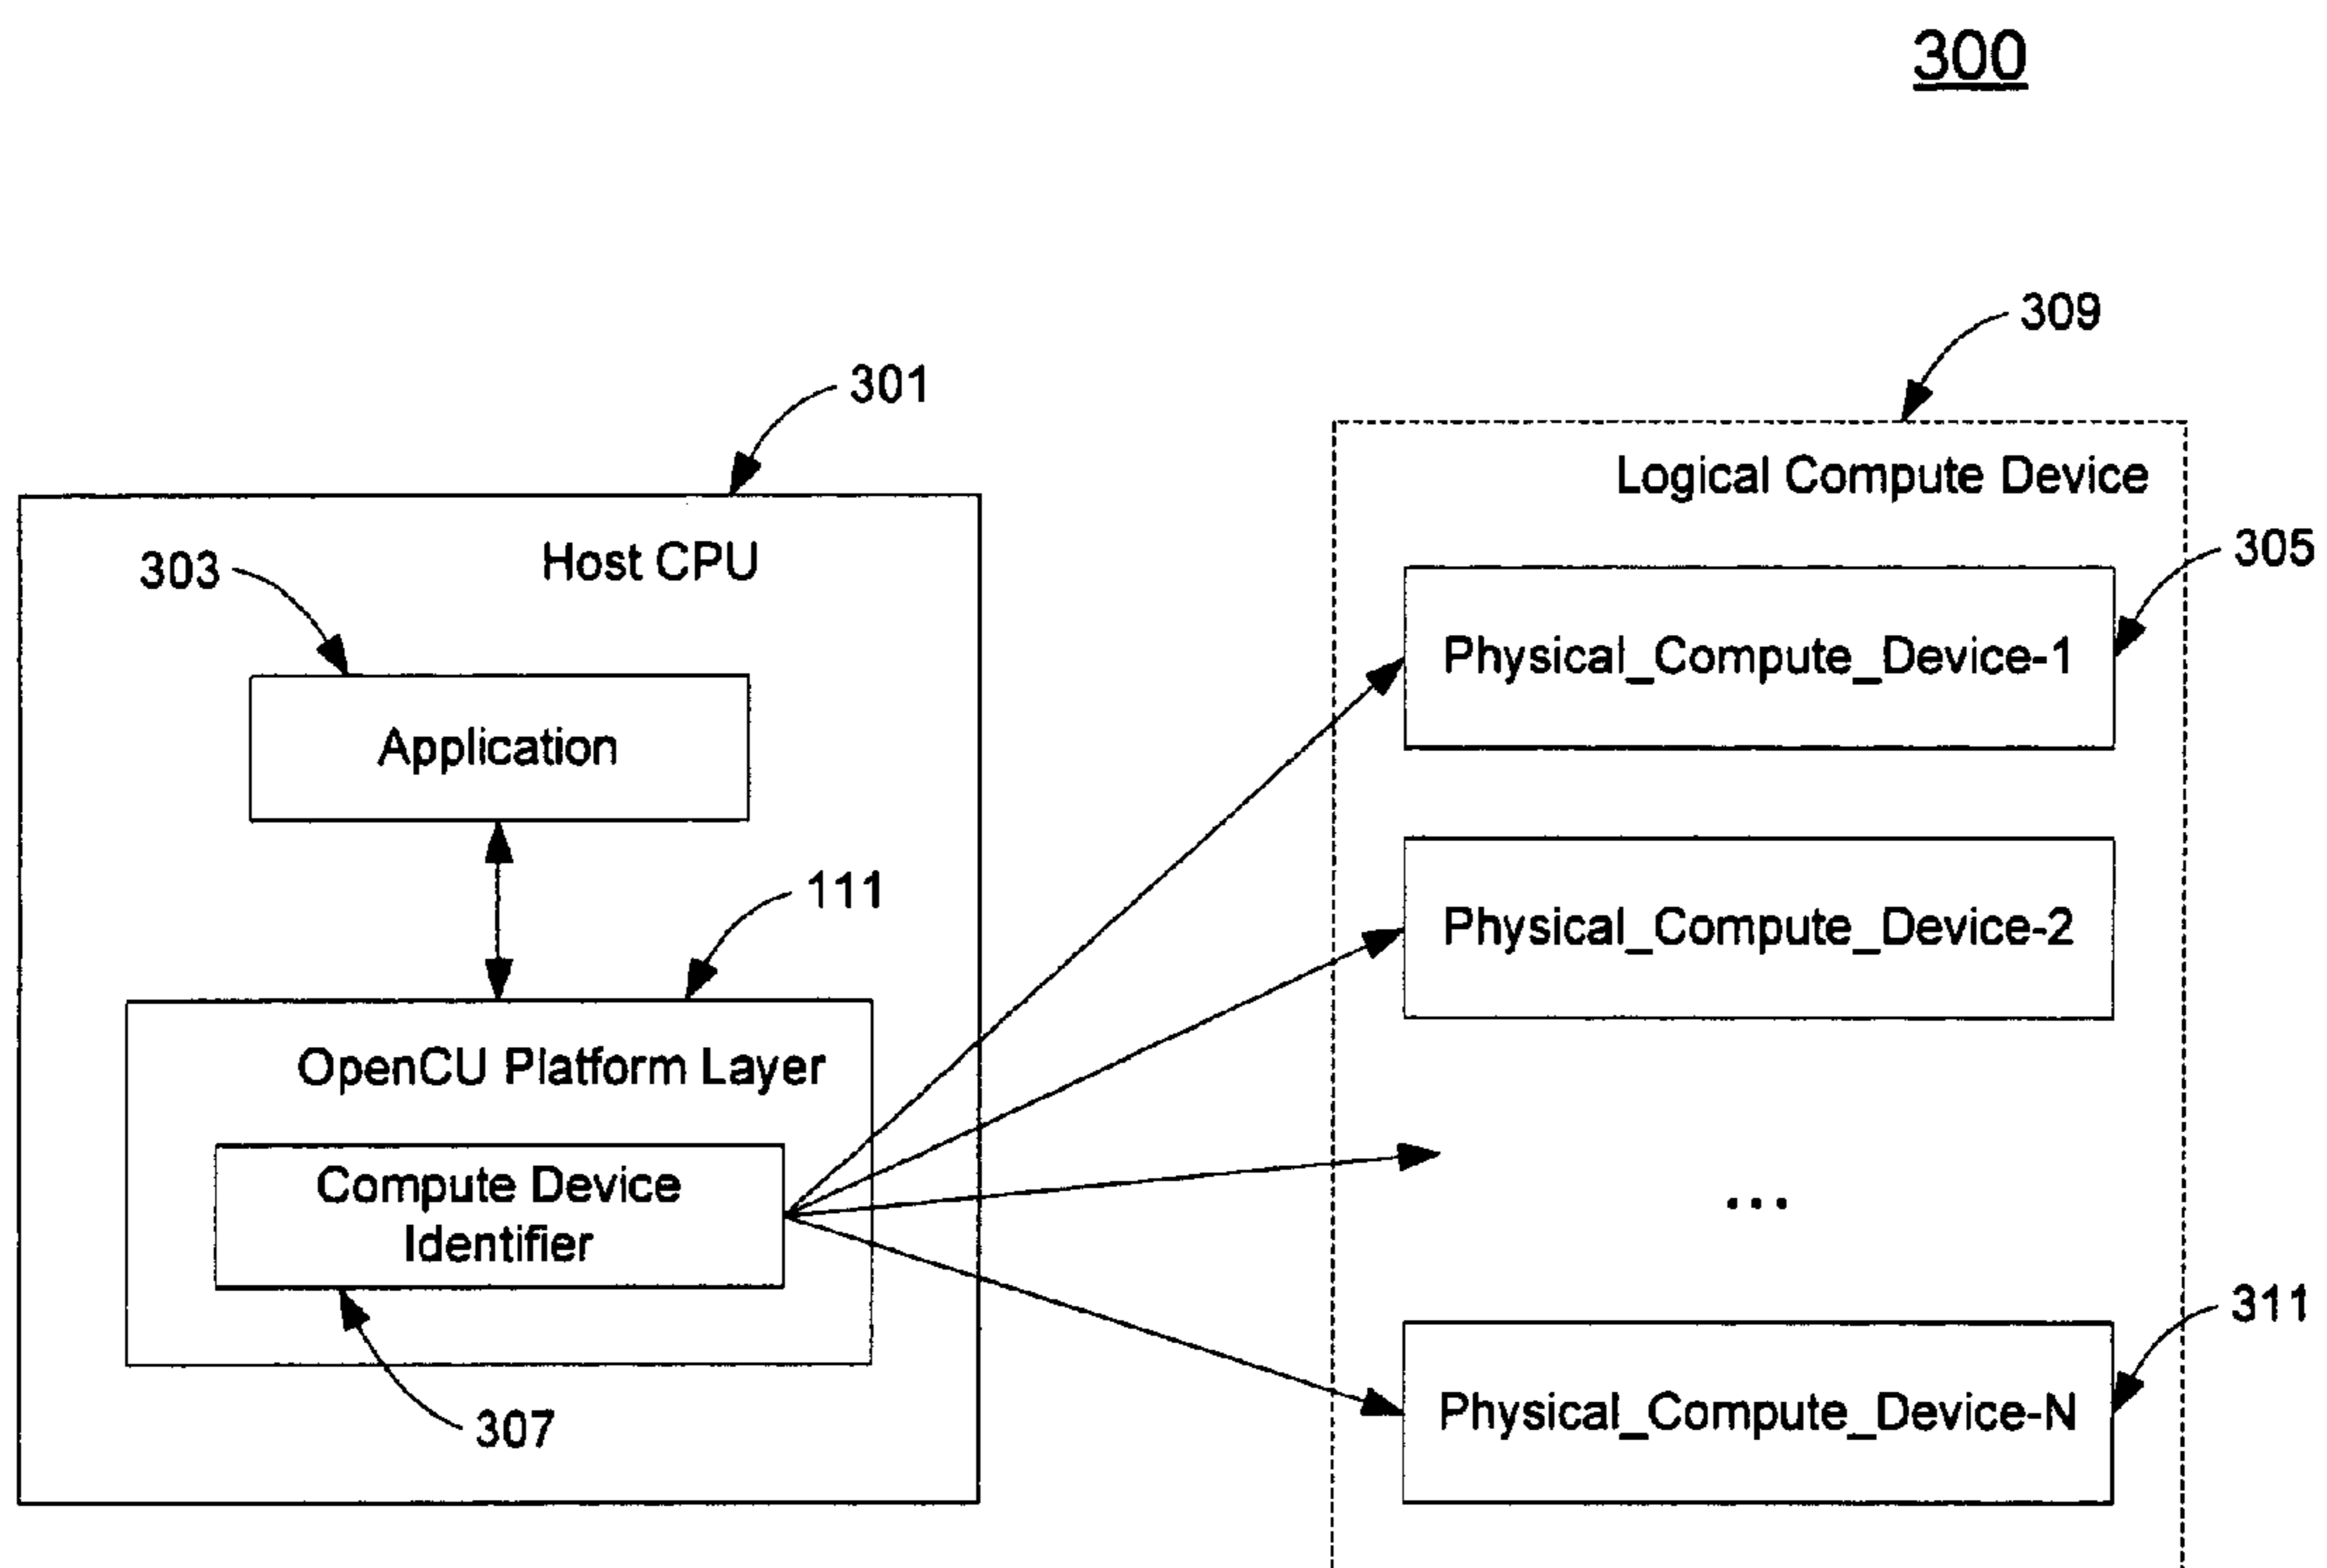 300
309
301
Logical Compute Device
305
Host CPU
303
Physical_Compute_Device-1
Application
111
Physical_Compute_Device-2
OpenCU Platform Layer
Compute Device
Identifier
...
311
307
Physical_Compute_Device-N